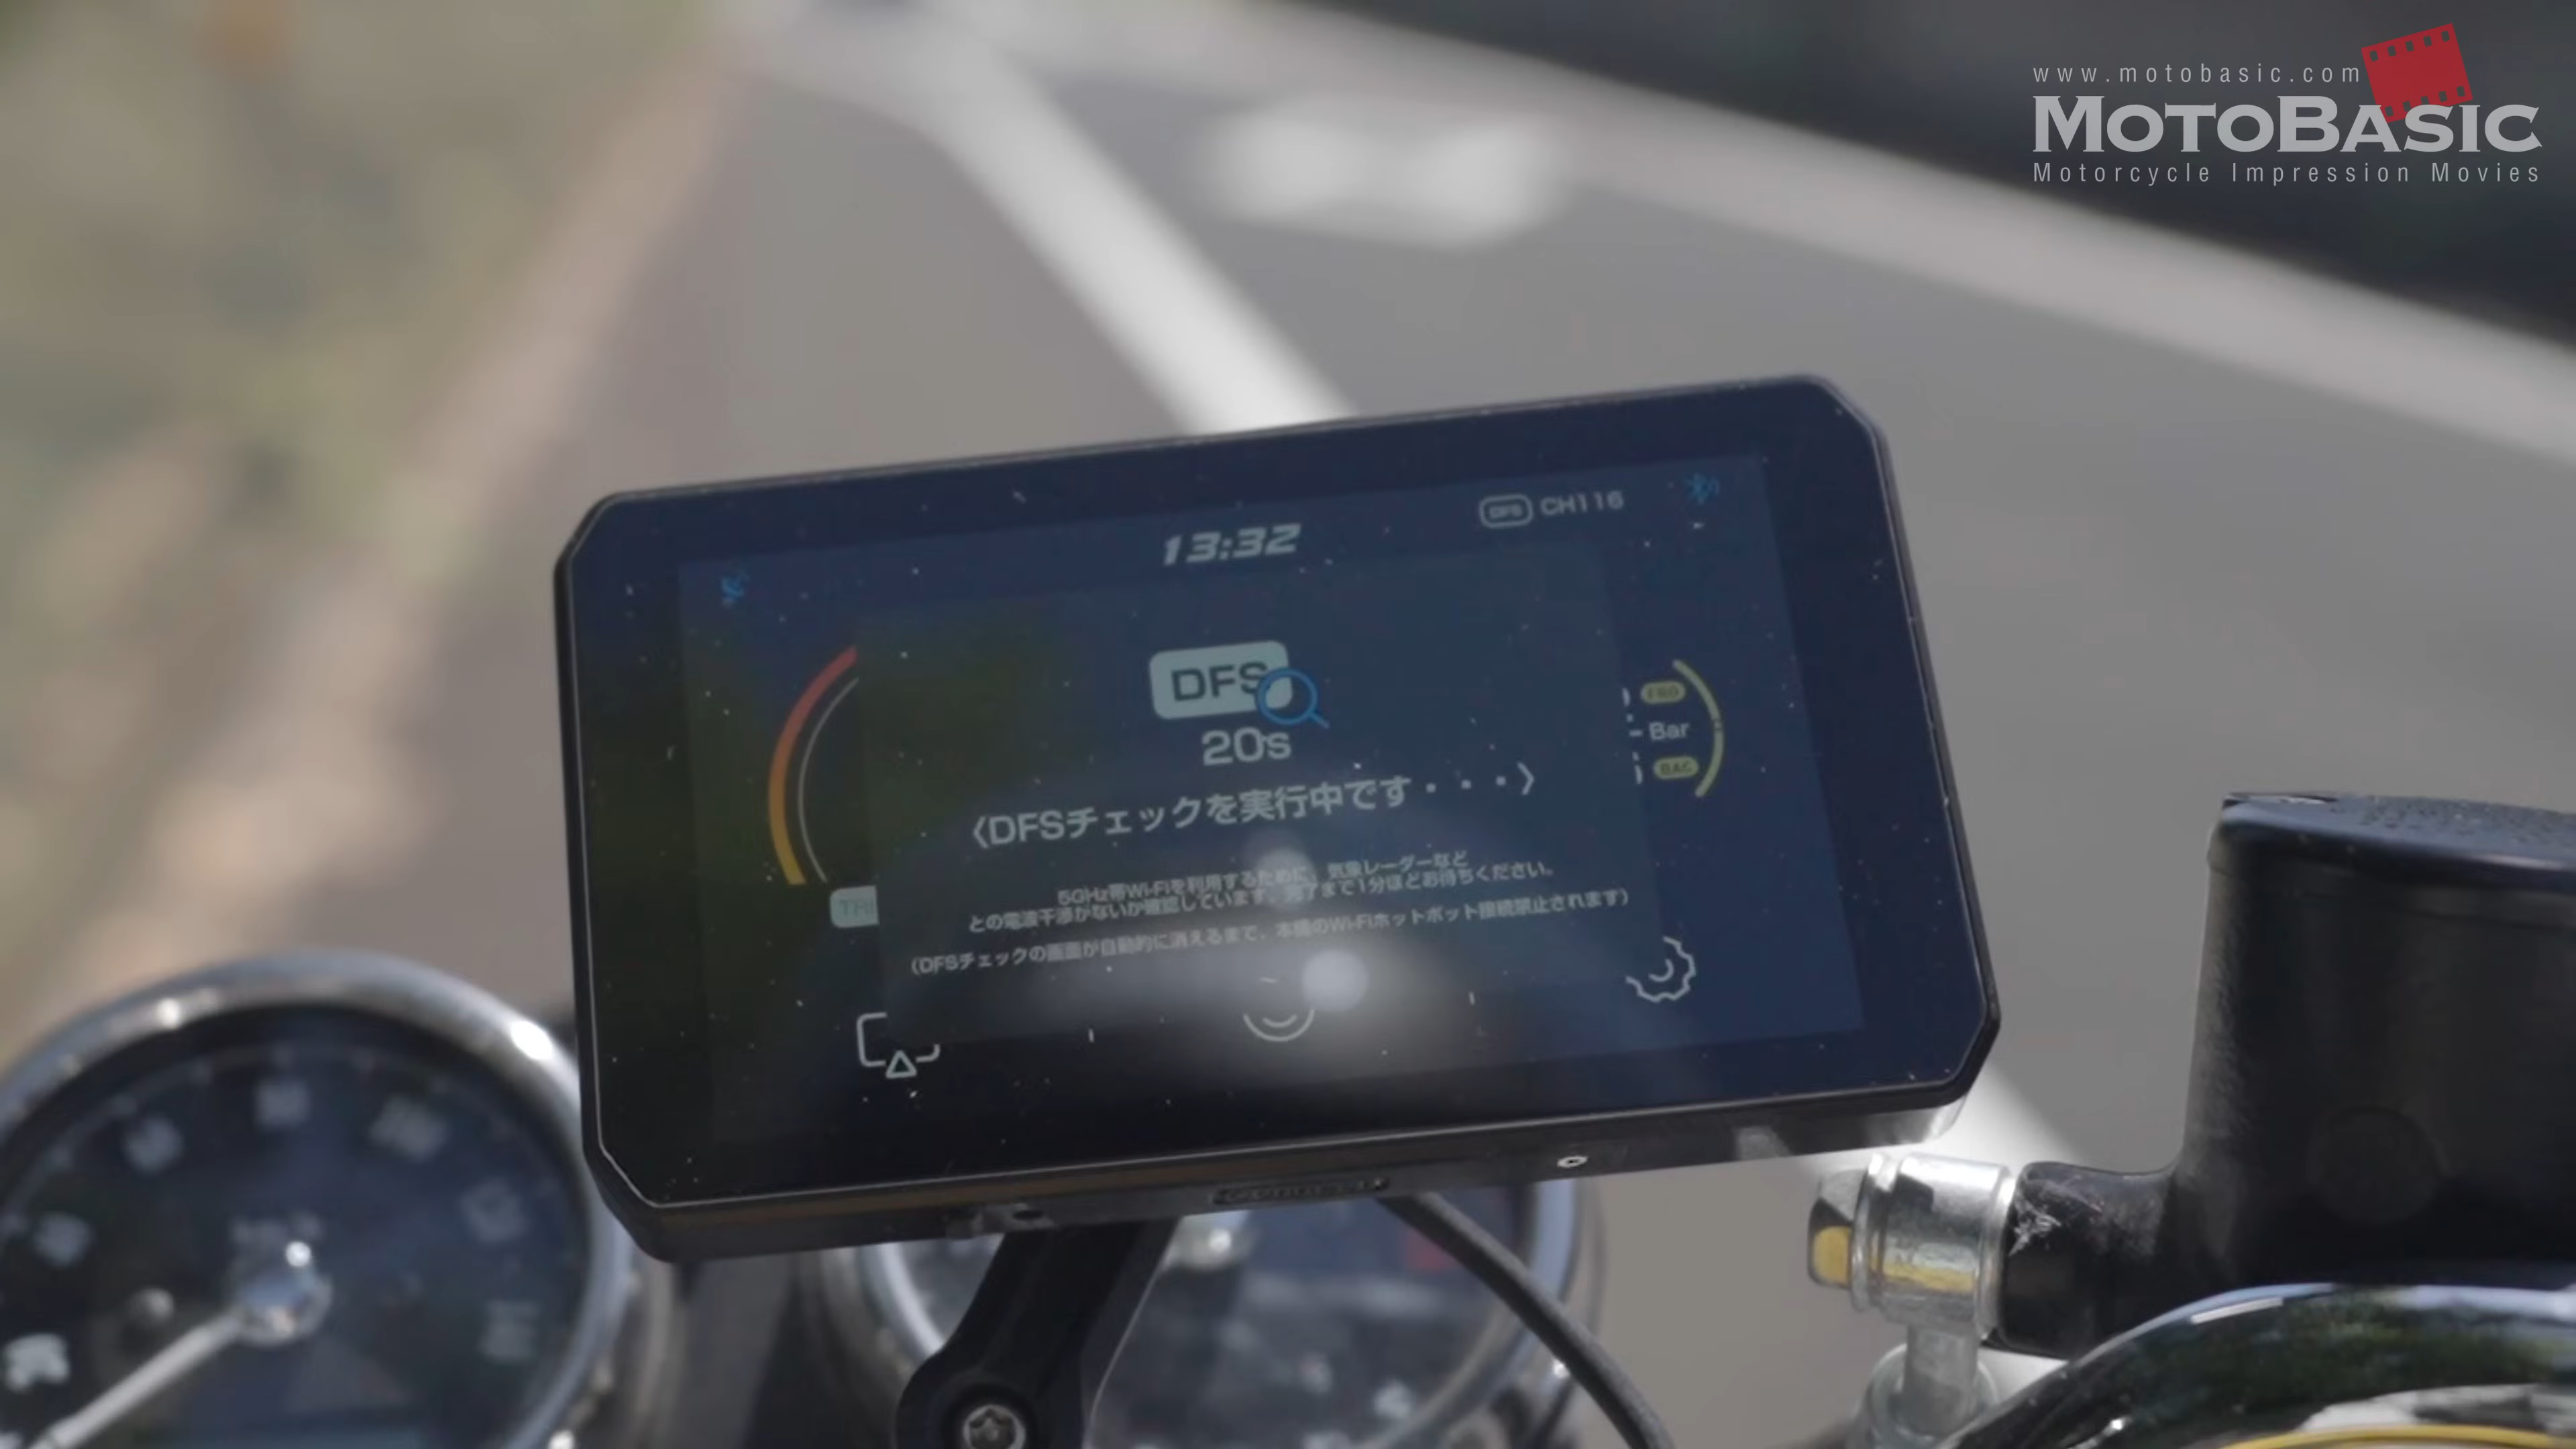 www.motobasic.com
MOTOBASIC
Motorcycle Impression Movies
13:32
DFS CH116
DFS
20s
〈DFSチェックを実行中です・・・〉
5GHz帯Wi-Fiを利用するために、気象レーダーなど
との電波干渉がないか確認しています。完了まで1分ほどお待ちください。
(DFSチェックの画面が自動的に消えるまで、本機のWi-Fiホットポット接続禁止されます)
FRO
Bar
BAC
TRI